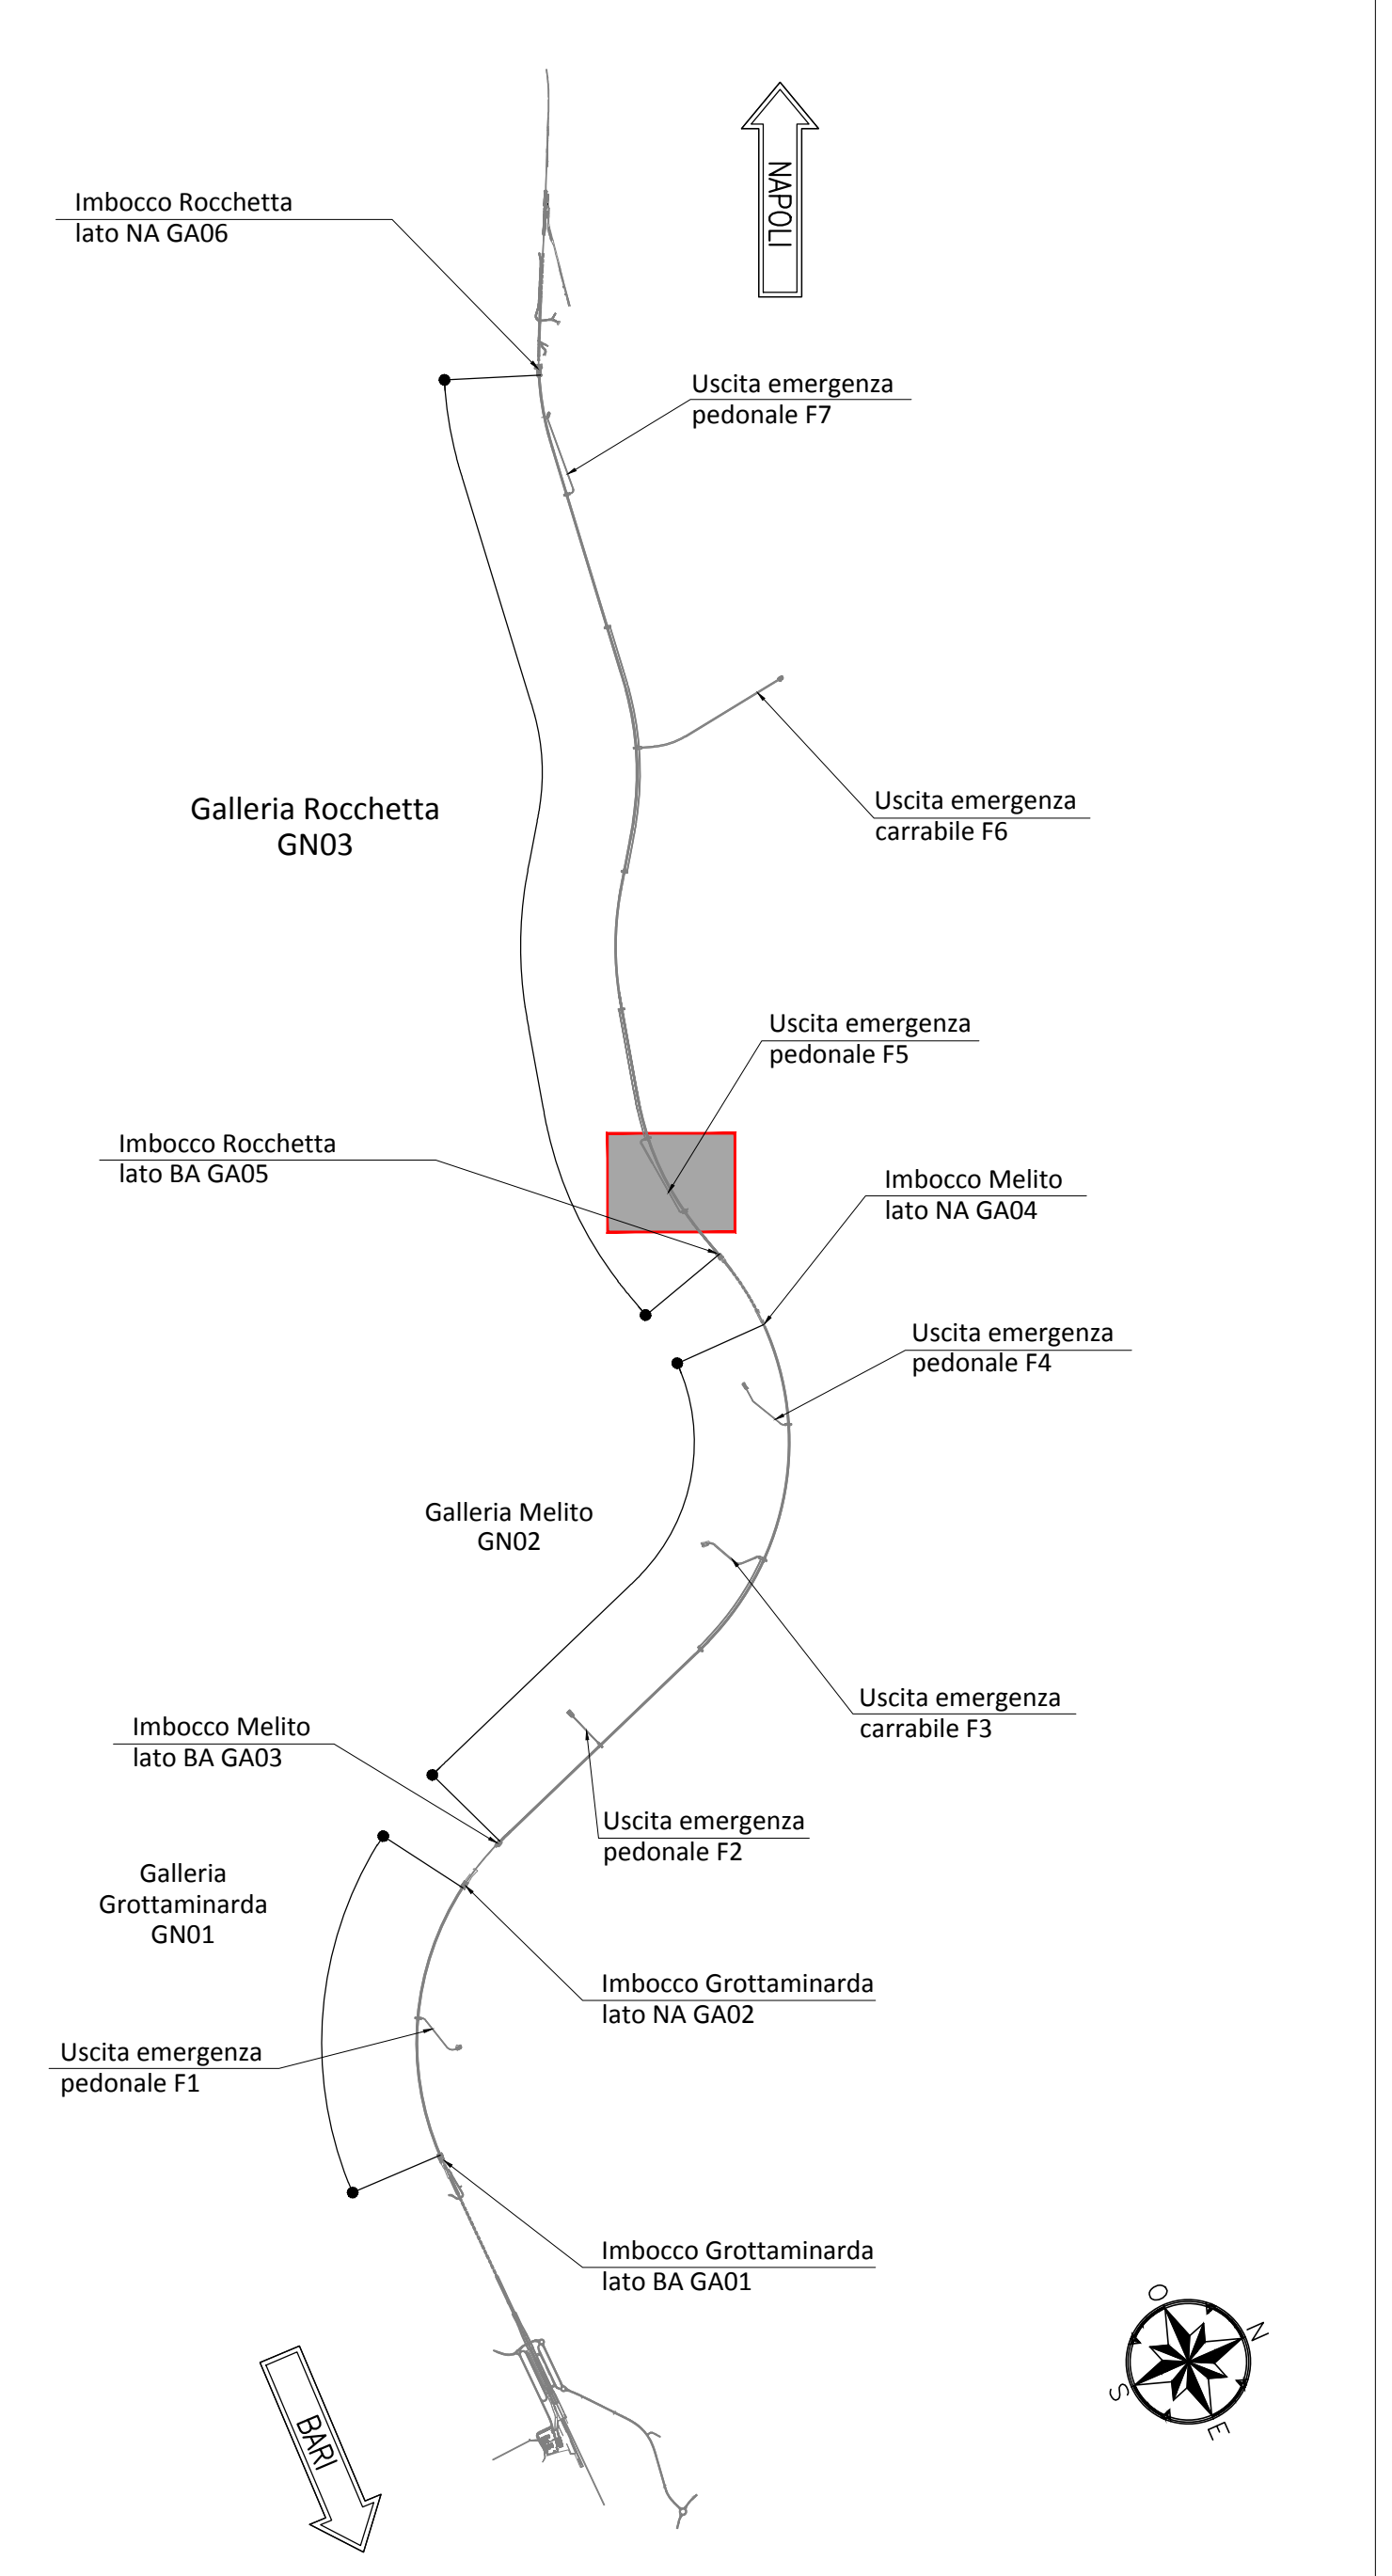 NAPOLI
Imbocco Rocchetta
lato NA GA06
Uscita emergenza
pedonale F7
Galleria Rocchetta
GN03
Uscita emergenza
carrabile F6
Uscita emergenza
pedonale F5
Imbocco Rocchetta
lato BA GA05
Imbocco Melito
lato NA GA04
Uscita emergenza
pedonale F4
Galleria Melito
GN02
Uscita emergenza
carrabile F3
Imbocco Melito
lato BA GA03
Uscita emergenza
pedonale F2
Galleria
Grottaminarda
GN01
Imbocco Grottaminarda
lato NA GA02
Uscita emergenza
pedonale F1
Imbocco Grottaminarda
lato BA GA01
BARI
O
N
S
E